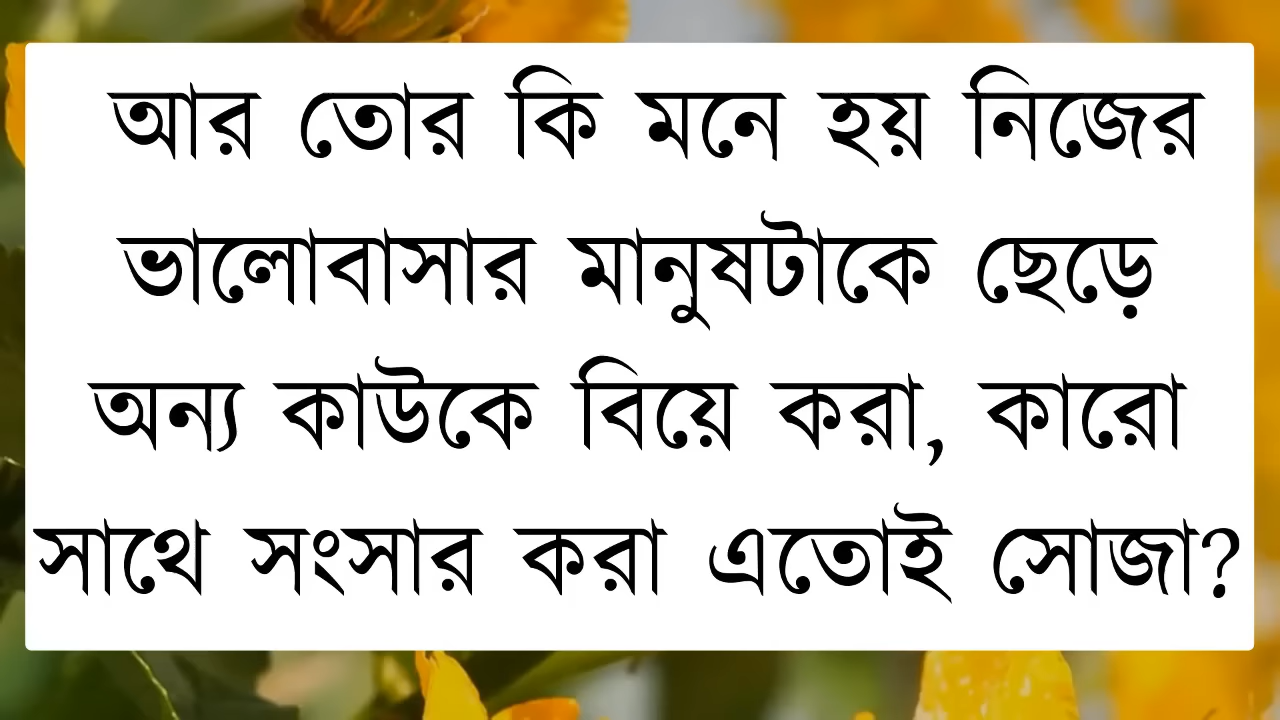 আর তোর কি মনে হয় নিজের
ভালোবাসার মানুষটাকে ছেড়ে
অন্য কাউকে বিয়ে করা, কারো
সাথে সংসার করা এতোই সোজা?